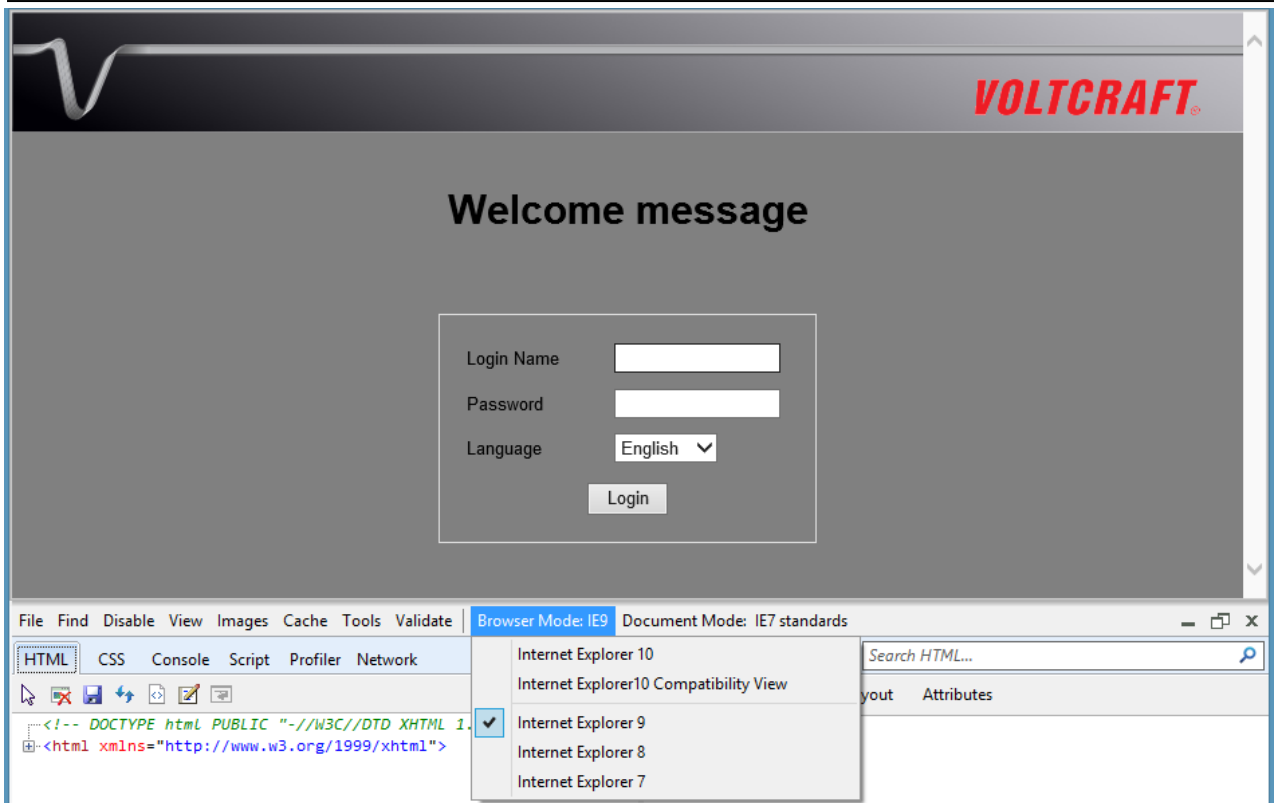 VOLTCRAFT®
Welcome message
Login Name
Password
Language English
Login
File Find Disable View Images Cache Tools Validate Browser Mode: IE9 Document Mode: IE7 standards
HTML CSS Console Script Profiler Network Search HTML...
Internet Explorer 10
Internet Explorer10 Compatibility View
yout Attributes
<!-- DOCTYPE html PUBLIC "-//W3C//DTD XHTML 1.
<html xmlns="http://www.w3.org/1999/xhtml">
Internet Explorer 9
Internet Explorer 8
Internet Explorer 7